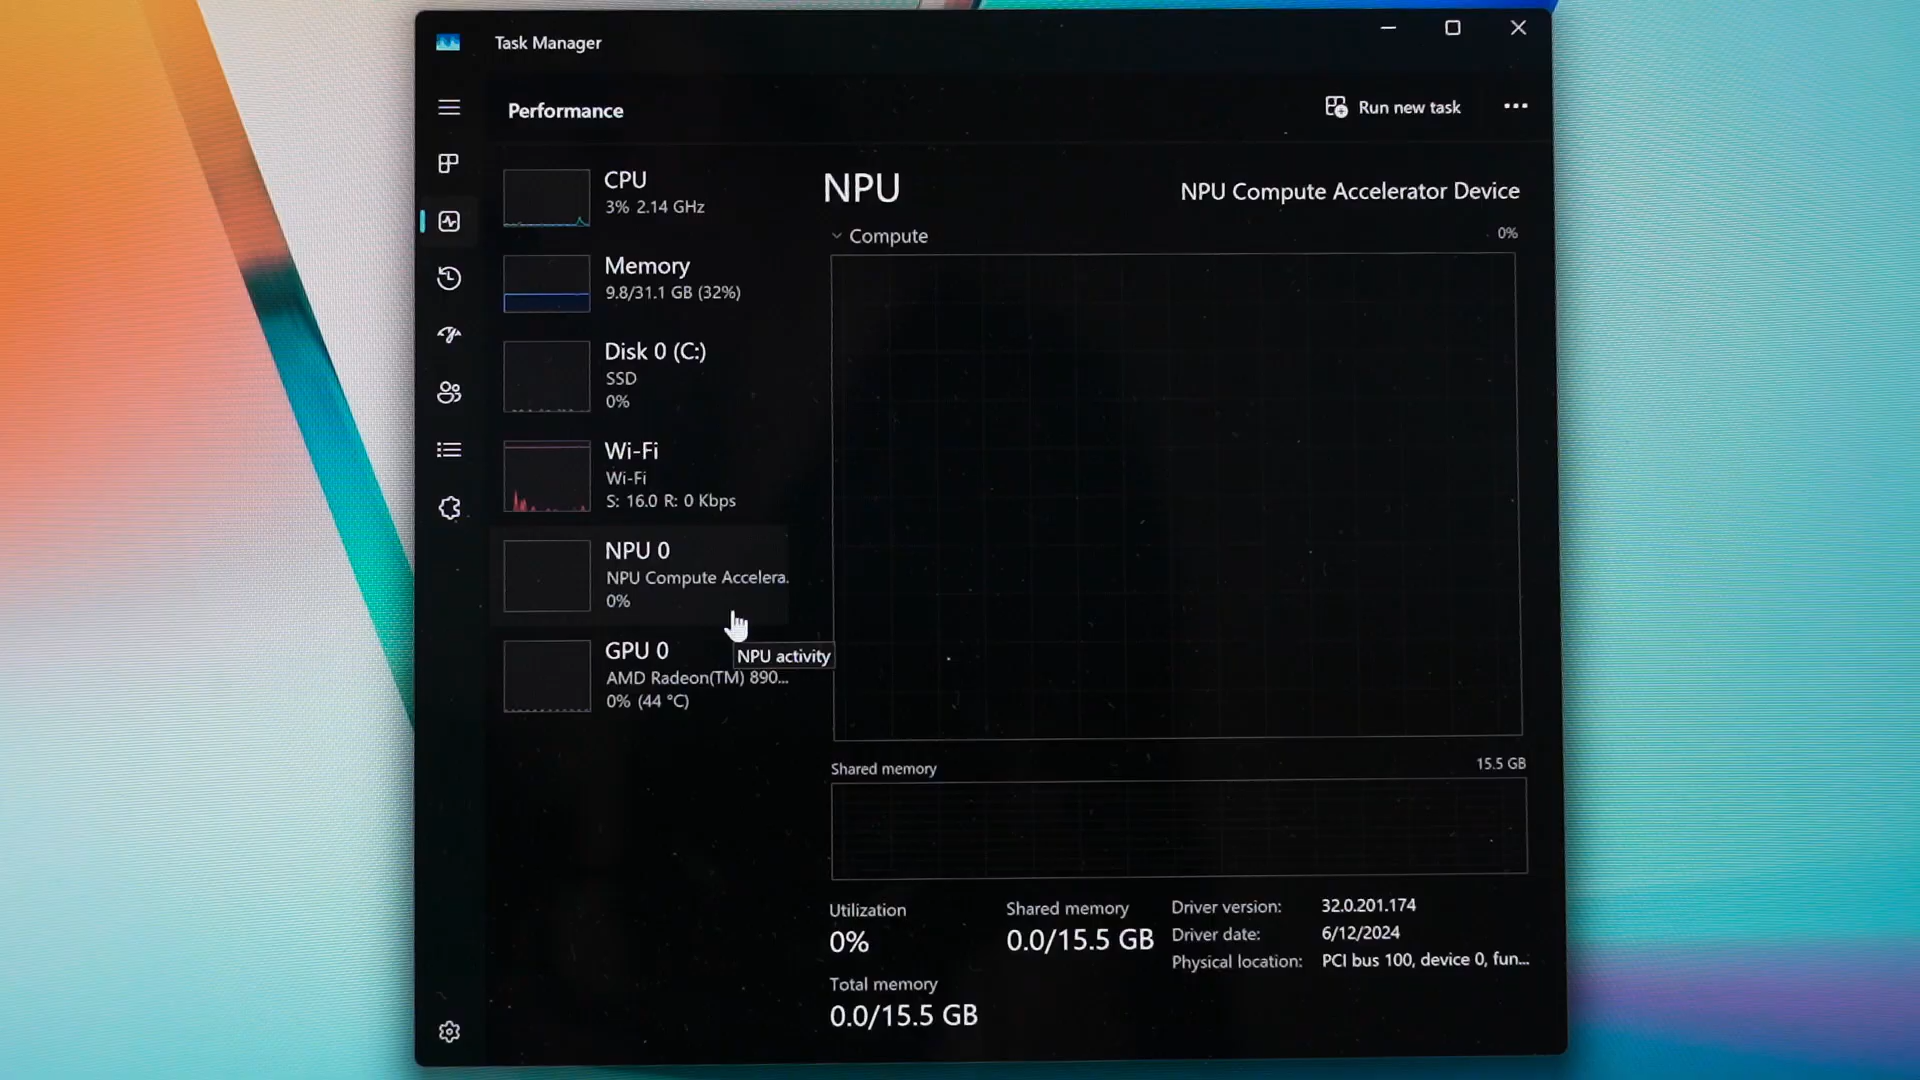 Task Manager
Performance
Run new task
CPU
3% 2.14 GHz
Memory
9.8/31.1 GB (32%)
Disk 0 (C:)
SSD
0%
Wi-Fi
Wi-Fi
S: 16.0 R: 0 Kbps
NPU 0
NPU Compute Accelera.
0%
NPU activity
GPU 0
AMD Radeon(TM) 890...
0% (44 °C)
NPU
NPU Compute Accelerator Device
Compute
0%
Shared memory
15.5 GB
Utilization
0%
Shared memory
0.0/15.5 GB
Driver version: 32.0.201.174
Driver date: 6/12/2024
Physical location: PCI bus 100, device 0, fun...
Total memory
0.0/15.5 GB